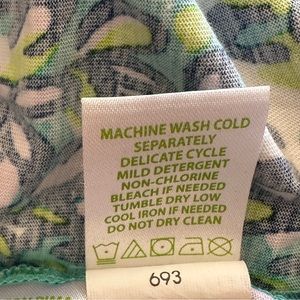 MACHINE WASH COLD
SEPARATELY
DELICATE CYCLE
MILD DETERGENT
NON-CHLORINE
BLEACH IF NEEDED
TUMBLE DRY LOW
COOL IRON IF NEEDED
DO NOT DRY CLEAN
693